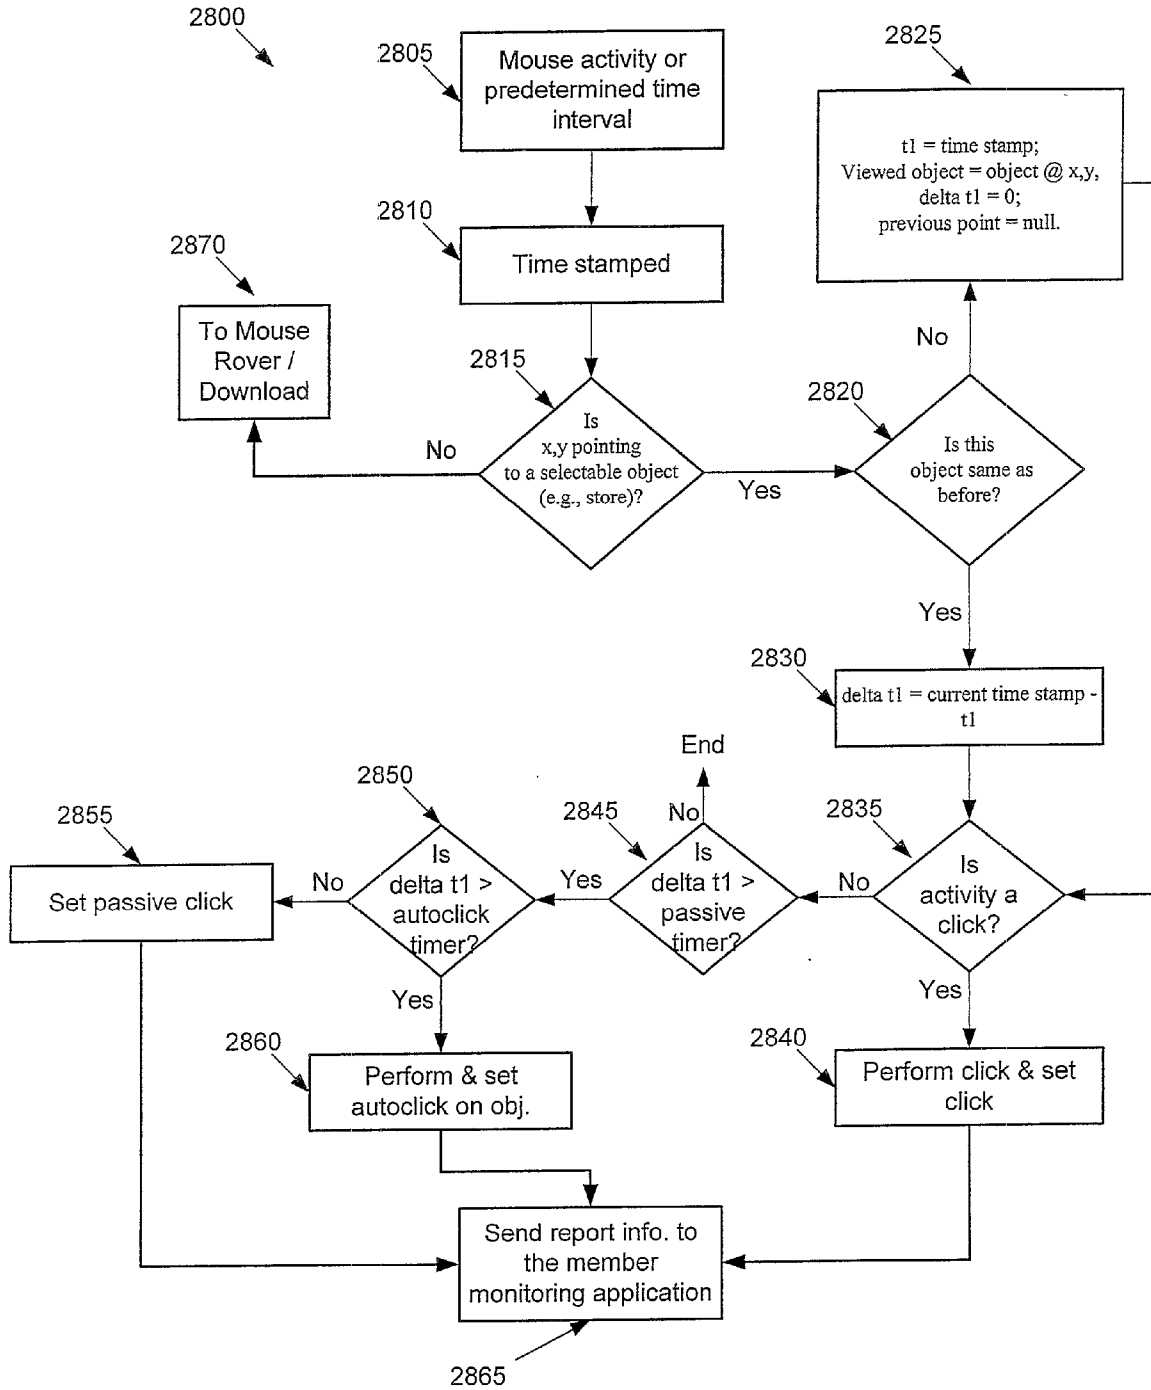 2800
2805
Mouse activity or
predetermined time
interval
2825
t1 = time stamp;
Viewed object = object @ x,y,
delta t1 = 0;
previous point = null.
2810
Time stamped
2870
To Mouse
Rover /
Download
2815
Is
x,y pointing
to a selectable object
(e.g., store)?
No
Yes
2820
Is this
object same as
before?
No
Yes
2830
delta t1 = current time stamp -
t1
End
2835
Is
activity a
click?
No
Yes
2845
Is
delta t1 >
passive
timer?
No
Yes
2850
Is
delta t1 >
autoclick
timer?
No
Yes
2855
Set passive click
2860
Perform & set
autoclick on obj.
2840
Perform click & set
click
Send report info. to
the member
monitoring application
2865